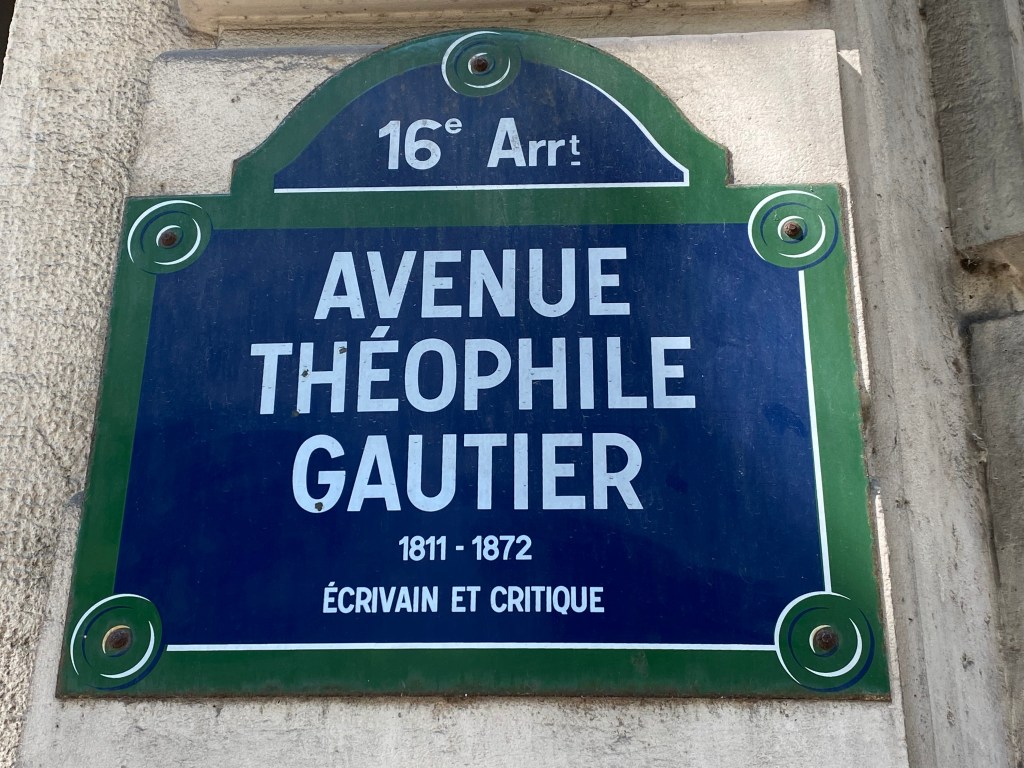 16e Arrt
AVENUE
THÉOPHILE
GAUTIER
1811 - 1872
ÉCRIVAIN ET CRITIQUE